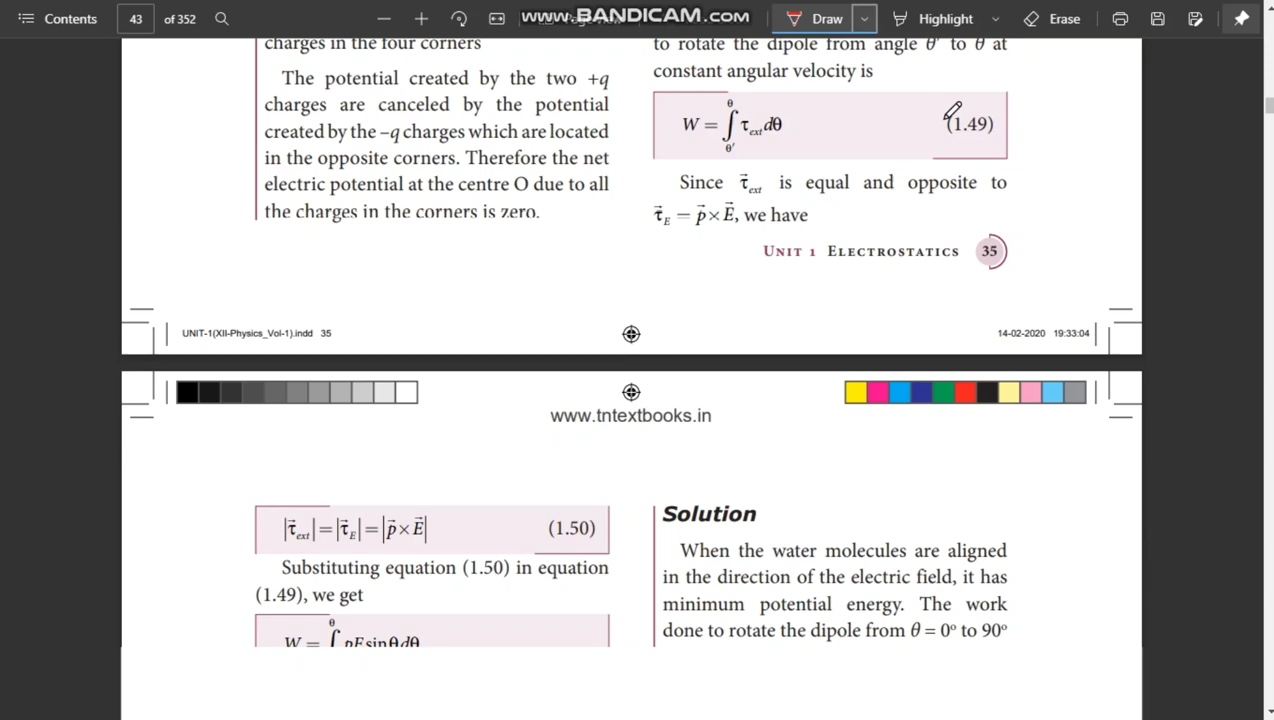 Contents
43 of 352
WWW.BANDICAM.COM
Draw
Highlight
Erase
charges in the four corners
The potential created by the two +q
charges are canceled by the potential
created by the –q charges which are located
in the opposite corners. Therefore the net
electric potential at the centre O due to all
the charges in the corners is zero.
to rotate the dipole from angle θ′ to θ at
constant angular velocity is
W = ∫θ′^θ τext dθ (1.49)
Since τ⃗ext is equal and opposite to
τ⃗E = p⃗ × E⃗, we have
UNIT 1 ELECTROSTATICS 35
UNIT-1(XII-Physics_Vol-1).indd 35
14-02-2020 19:33:04
www.tntextbooks.in
|τ⃗ext| = |τ⃗E| = |p⃗ × E⃗| (1.50)
Substituting equation (1.50) in equation
(1.49), we get
W = ∫^θ pE sinθ dθ
Solution
When the water molecules are aligned
in the direction of the electric field, it has
minimum potential energy. The work
done to rotate the dipole from θ = 0° to 90°